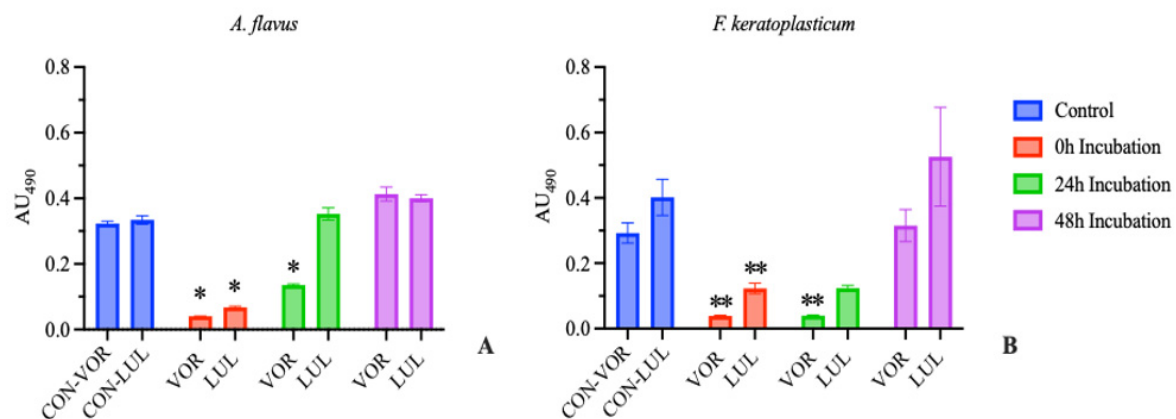 A. flavus
F. keratoplasticum
0.8
0.6
0.4
0.2
0.0
AU490
*
*
*
CON-VOR
CON-LUL
VOR
LUL
VOR
LUL
VOR
LUL
A
0.8
0.6
0.4
0.2
0.0
AU490
**
**
**
CON-VOR
CON-LUL
VOR
LUL
VOR
LUL
VOR
LUL
B
Control
0h Incubation
24h Incubation
48h Incubation